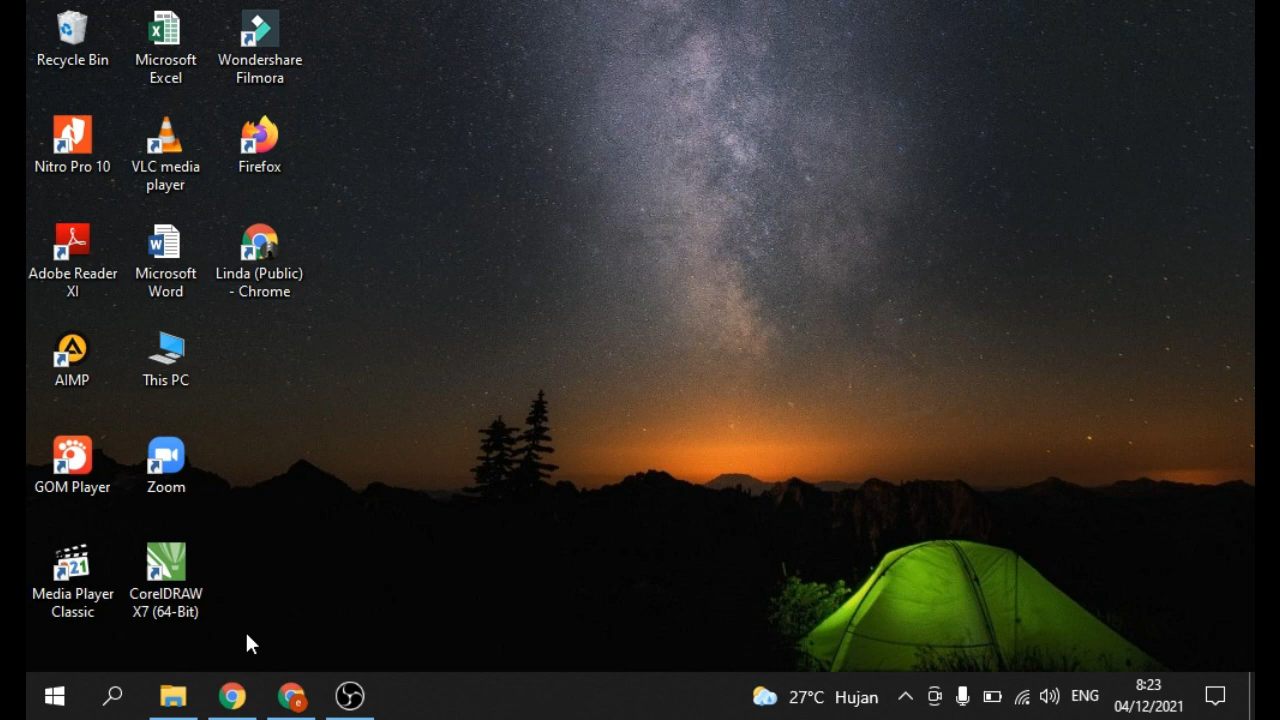 Recycle Bin
Microsoft
Excel
Wondershare
Filmora
Nitro Pro 10
VLC media
player
Firefox
Adobe Reader
XI
Microsoft
Word
Linda (Public)
- Chrome
AIMP
This PC
GOM Player
Zoom
21
Media Player
Classic
CorelDRAW
X7 (64-Bit)
27°C Hujan
ENG
8:23
04/12/2021